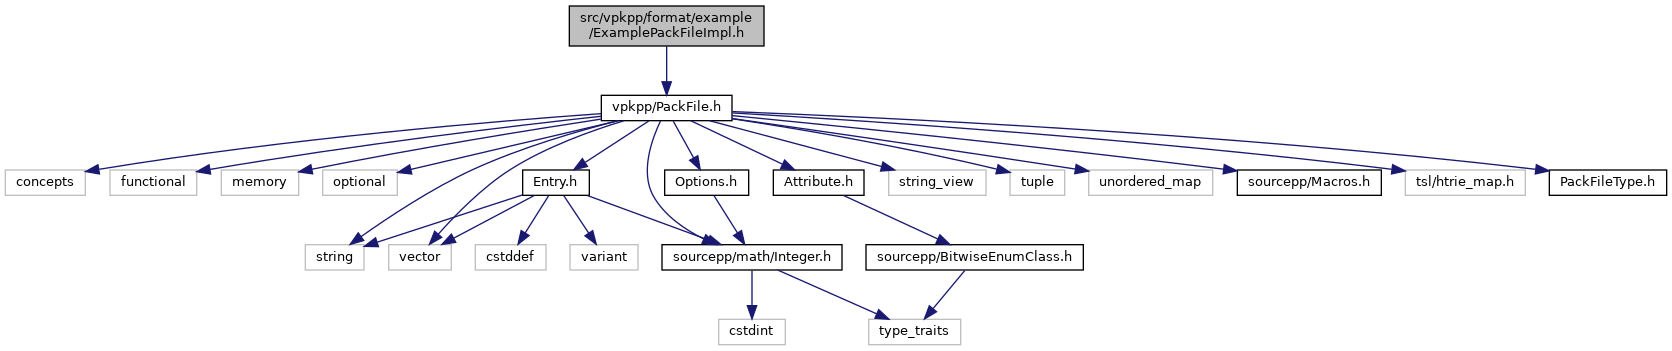 src/vpkpp/format/example
/ExamplePackFileImpl.h
vpkpp/PackFile.h
concepts
functional
memory
optional
Entry.h
Options.h
Attribute.h
string_view
tuple
unordered_map
sourcepp/Macros.h
tsl/htrie_map.h
PackFileType.h
string
vector
cstddef
variant
sourcepp/math/Integer.h
sourcepp/BitwiseEnumClass.h
cstdint
type_traits